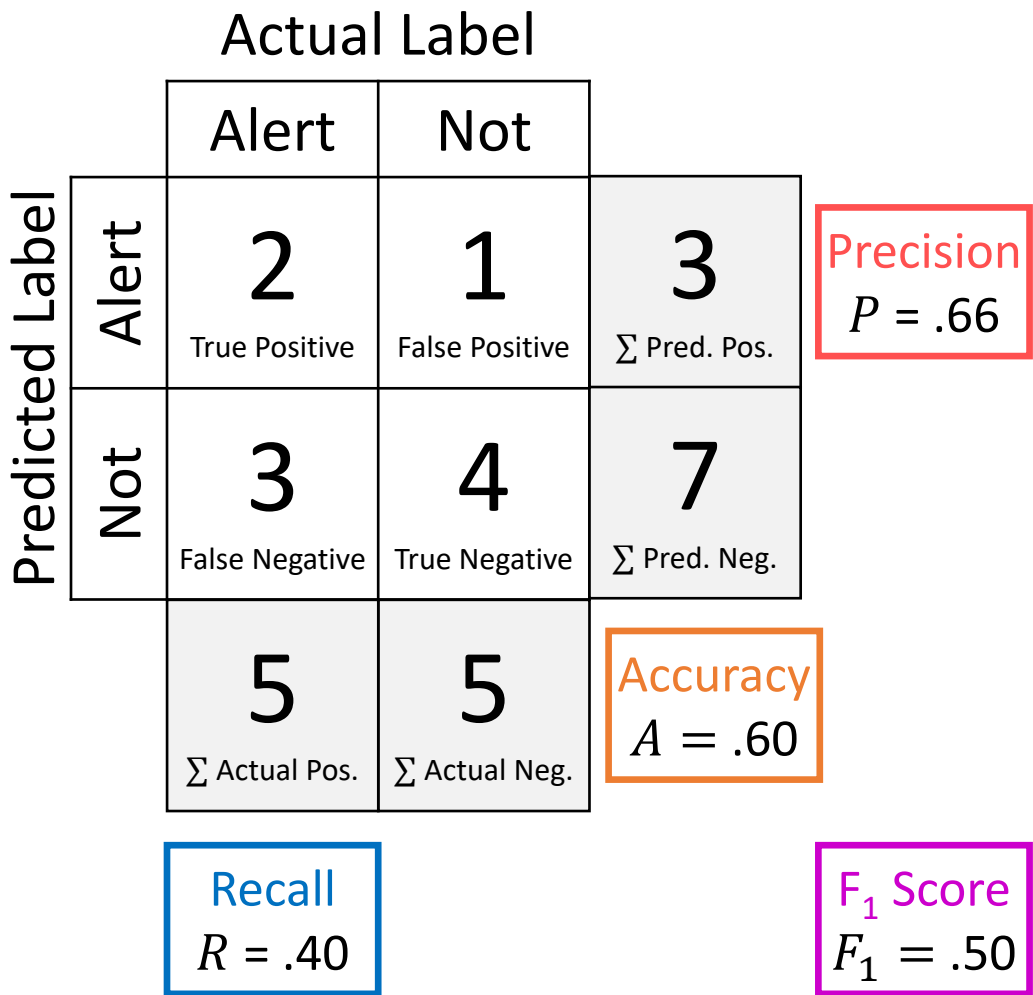 Actual Label
Alert Not
Predicted Label
Alert
2 1 3
True Positive False Positive ∑ Pred. Pos.
Precision
P = .66
Not
3 4 7
False Negative True Negative ∑ Pred. Neg.
5 5
∑ Actual Pos. ∑ Actual Neg.
Accuracy
A = .60
Recall
R = .40
F₁ Score
F₁ = .50